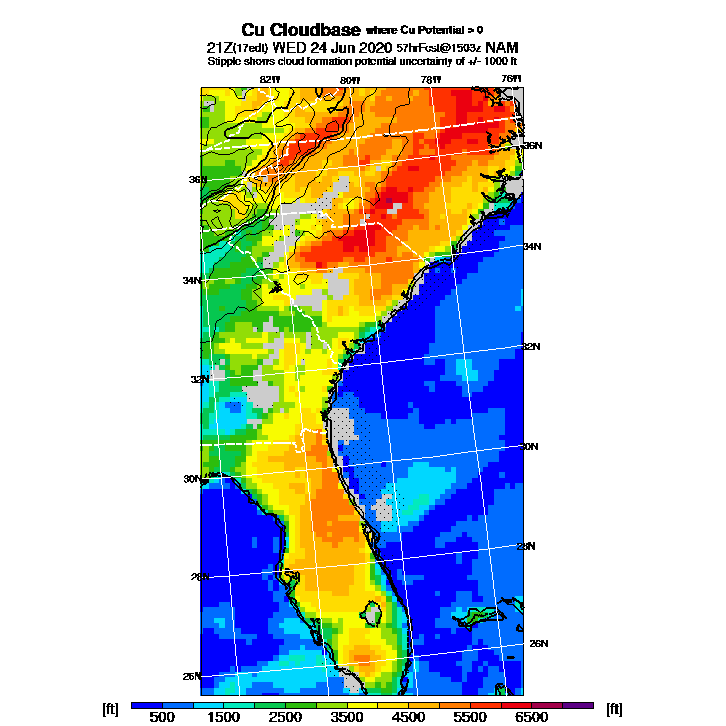 Cu Cloudbase where Cu Potential > 0
21Z(17edt) WED 24 Jun 2020 57hrFcst@1503z NAM
Stipple shows cloud formation potential uncertainty of +/- 1000 ft
82W 80W 78W 76W
36N
36N
34N
34N
32N
32N
30N
30N
28N
28N
26N
26N
[ft] 500 1500 2500 3500 4500 5500 6500 [ft]